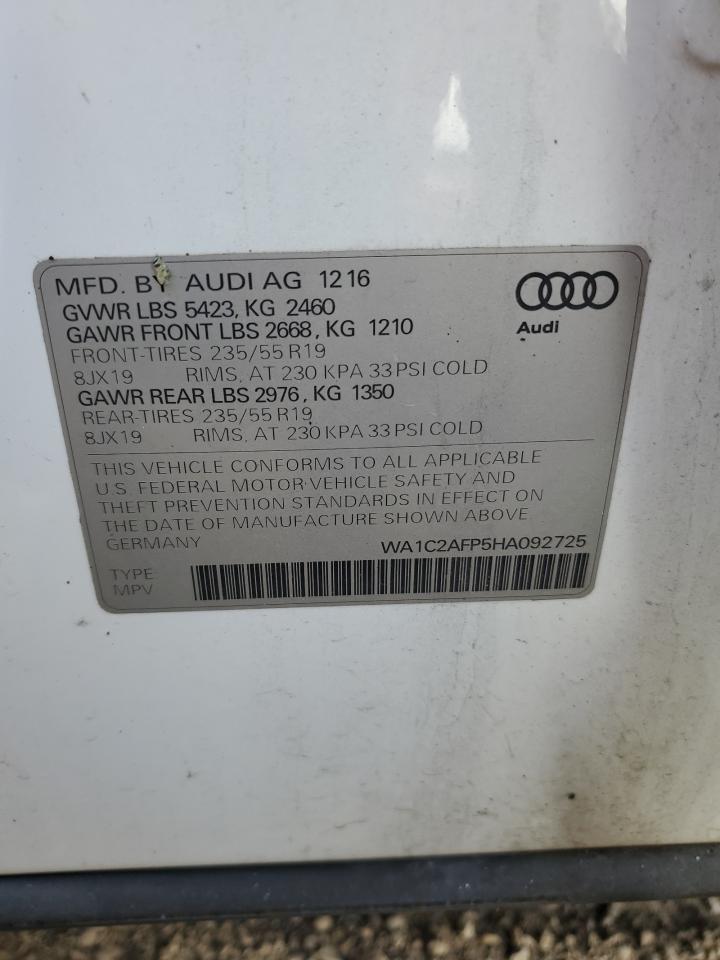 MFD. BY AUDI AG 1216
GVWR LBS 5423, KG 2460
GAWR FRONT LBS 2668, KG 1210
FRONT-TIRES 235/55 R19
8JX19 RIMS, AT 230 KPA 33 PSI COLD
GAWR REAR LBS 2976, KG 1350
REAR-TIRES 235/55 R19
8JX19 RIMS, AT 230 KPA 33 PSI COLD
Audi
THIS VEHICLE CONFORMS TO ALL APPLICABLE
U.S. FEDERAL MOTOR VEHICLE SAFETY AND
THEFT PREVENTION STANDARDS IN EFFECT ON
THE DATE OF MANUFACTURE SHOWN ABOVE
GERMANY WA1C2AFP5HA092725
TYPE
MPV